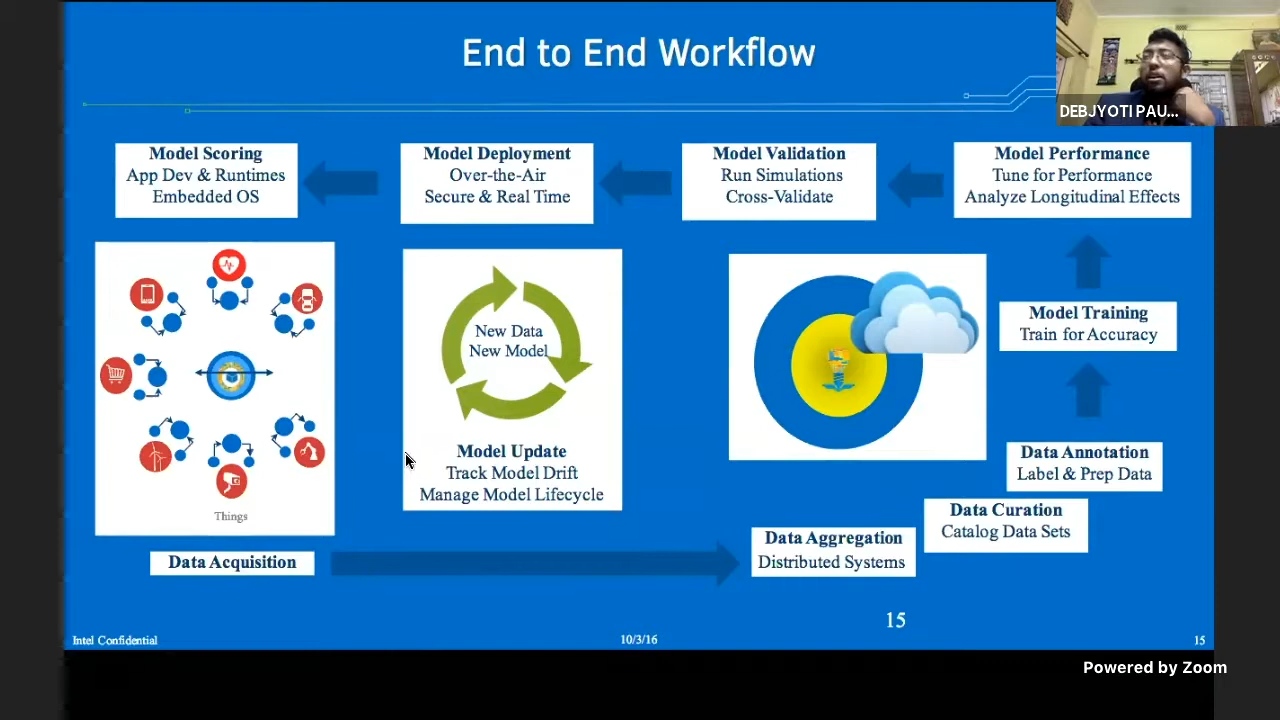 End to End Workflow
DEBJYOTI PAU...
Model Scoring
App Dev & Runtimes
Embedded OS
Model Deployment
Over-the-Air
Secure & Real Time
Model Validation
Run Simulations
Cross-Validate
Model Performance
Tune for Performance
Analyze Longitudinal Effects
New Data
New Model
Model Update
Track Model Drift
Manage Model Lifecycle
Model Training
Train for Accuracy
Data Annotation
Label & Prep Data
Data Curation
Catalog Data Sets
Things
Data Acquisition
Data Aggregation
Distributed Systems
15
Intel Confidential
10/3/16
15
Powered by Zoom